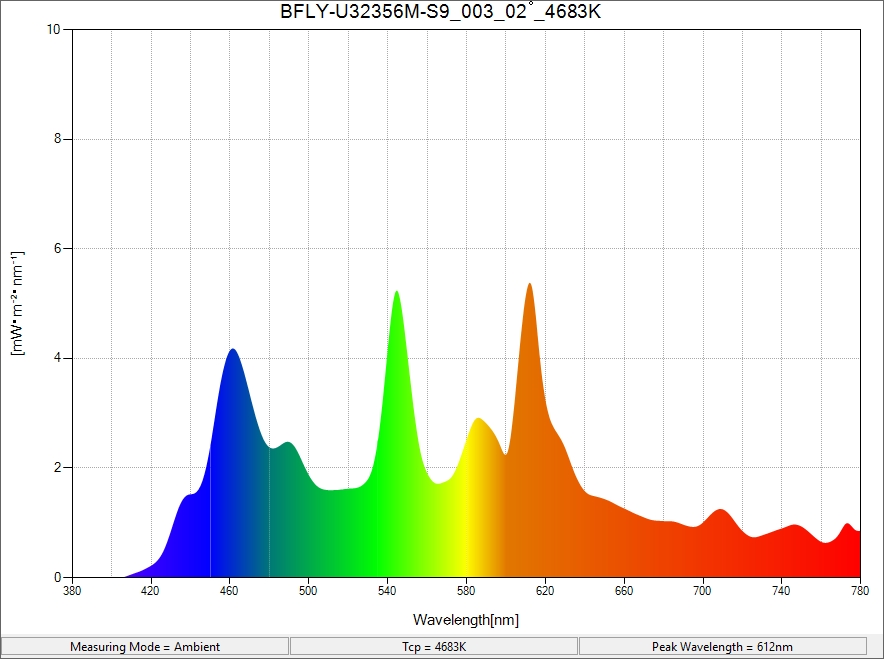 BFLY-U32356M-S9_003_02°_4683K
10
8
6
4
2
0
[mW•m⁻²•nm⁻¹]
380 420 460 500 540 580 620 660 700 740 780
Wavelength[nm]
Measuring Mode = Ambient Tcp = 4683K Peak Wavelength = 612nm